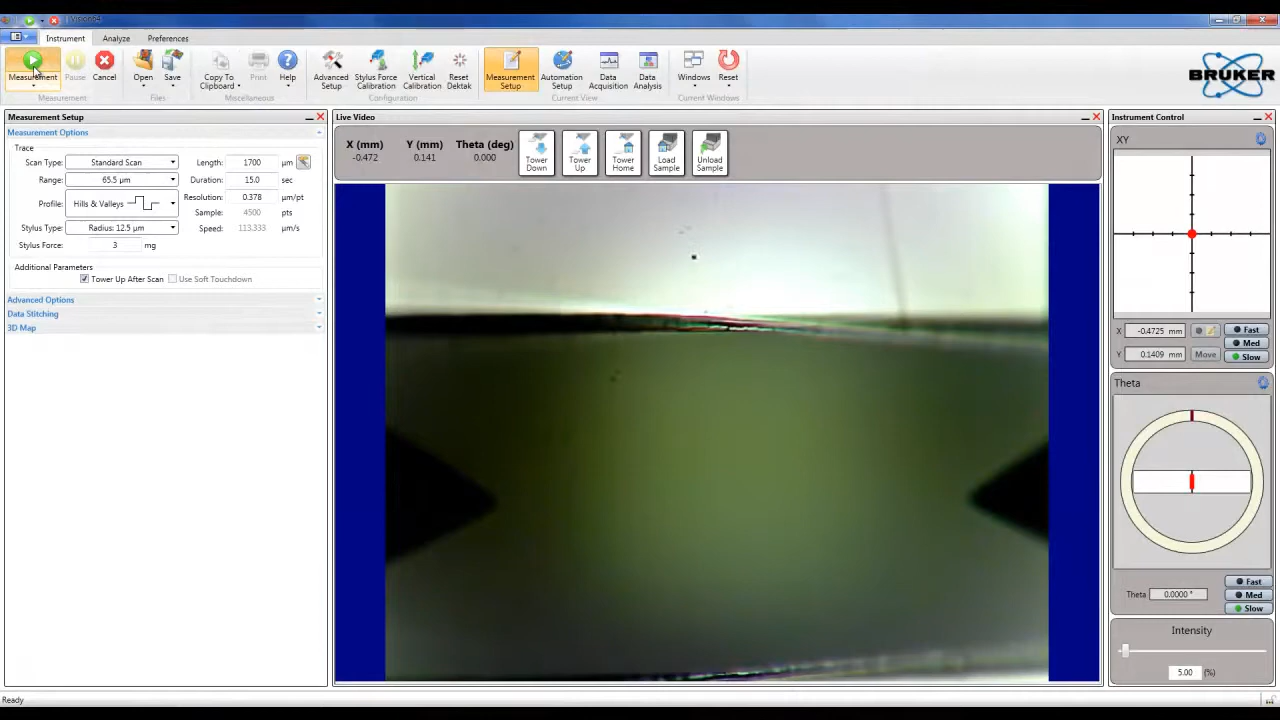 Vision64
Instrument Analyze Preferences
Measurement Pause Cancel Open Save Copy To Clipboard Print Help Advanced Setup Stylus Force Calibration Vertical Calibration Reset Dektak Measurement Setup Automation Setup Data Acquisition Data Analysis Windows Reset
BRUKER
Measurement Files Miscellaneous Configuration Current View Current Windows
Measurement Setup
Measurement Options
Trace
Scan Type: Standard Scan Length: 1700 µm
Range: 65.5 µm Duration: 15.0 sec
Profile: Hills & Valleys Resolution: 0.378 µm/pt
Sample: 4500 pts
Stylus Type: Radius: 12.5 µm Speed: 113.333 µm/s
Stylus Force: 3 mg
Additional Parameters
Tower Up After Scan Use Soft Touchdown
Advanced Options
Data Stitching
3D Map
Live Video
X (mm) Y (mm) Theta (deg)
-0.472 0.141 0.000
Tower Down Tower Up Tower Home Load Sample Unload Sample
Instrument Control
XY
X -0.4725 mm Fast
Med
Y 0.1409 mm Move Slow
Theta
Fast
Theta 0.0000 ° Med
Slow
Intensity
5.00 (%)
Ready